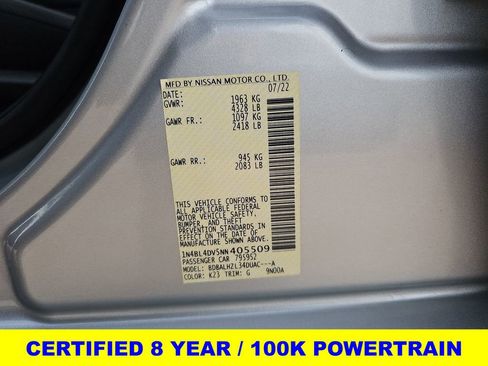 MFD BY NISSAN MOTOR CO., LTD.
DATE: 07/22
GVWR: 1963 KG
4328 LB
GAWR FR.: 1097 KG
2418 LB
GAWR RR.: 945 KG
2083 LB
THIS VEHICLE CONFORMS TO
ALL APPLICABLE FEDERAL
MOTOR VEHICLE SAFETY,
BUMPER, AND THEFT
PREVENTION STANDARDS
IN EFFECT ON THE DATE OF
MANUFACTURE SHOWN ABOVE.
1N4BL4DV5NN405509
PASSENGER CAR 795952
MODEL: BDBALHZL34DUAC---A
COLOR: K23 TRIM: G 9N00A
CERTIFIED 8 YEAR / 100K POWERTRAIN